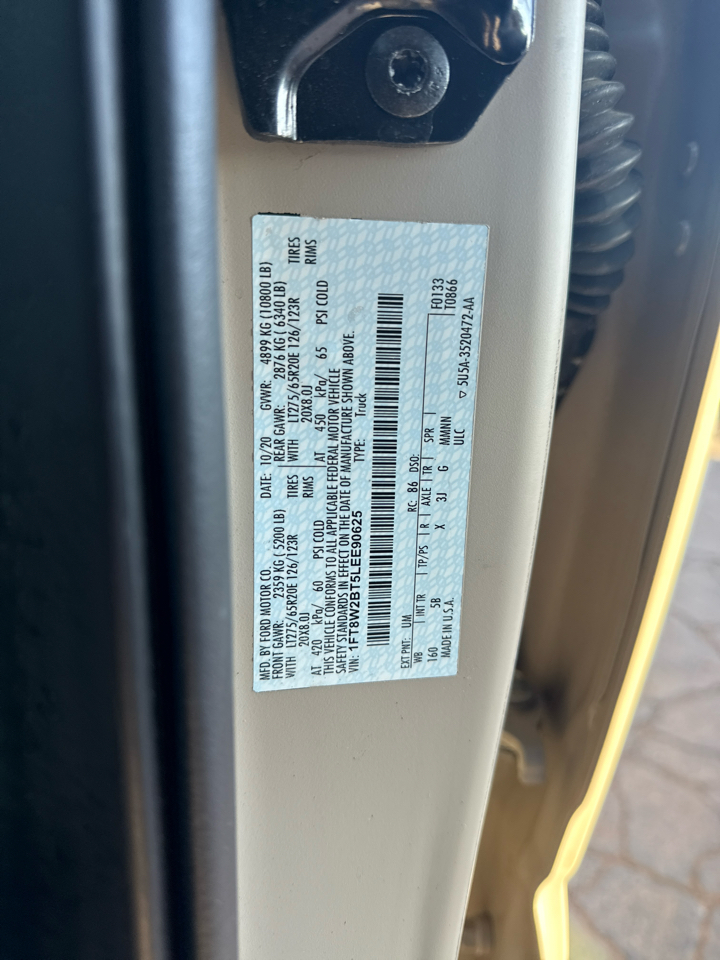 MFD. BY FORD MOTOR CO. DATE: 10/20 GVWR: 4899 KG (10800 LB)
FRONT GAWR: 2359 KG (5200 LB) REAR GAWR: 2876 KG (6340 LB)
WITH LT275/65R20E 126/123R TIRES WITH LT275/65R20E 126/123R TIRES
20X8.0J RIMS 20X8.0J RIMS
AT 420 kPa/ 60 PSI COLD AT 450 kPa/ 65 PSI COLD
THIS VEHICLE CONFORMS TO ALL APPLICABLE FEDERAL MOTOR VEHICLE
SAFETY STANDARDS IN EFFECT ON THE DATE OF MANUFACTURE SHOWN ABOVE.
VIN: 1FT8W2BT5LEE90625 TYPE: Truck
EXT PNT: UM RC: 86 DSO:
WB INT TR TP/PS R AXLE TR SPR F0133
160 5B X 3J G MMNNN T0866
MADE IN U.S.A. ULC ▽ 5U5A-3520472-AA